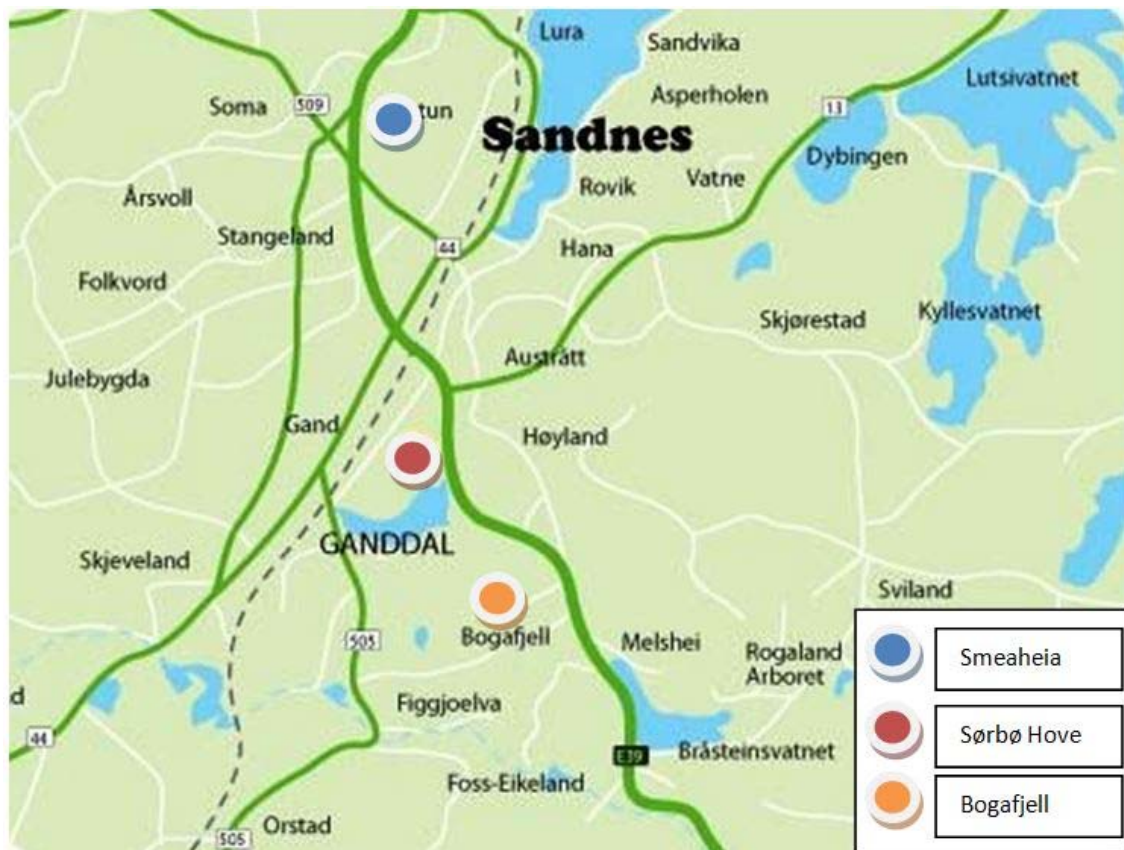 Lura
Sandvika
Lutsivatnet
Soma
509
tun
Asperholen
13
Sandnes
Dybingen
Rovik
Vatne
Årsvoll
Stangeland
44
Hana
Folkvord
Skjørestad
Kyllesvatnet
Julebygda
Austrått
Gand
Høyland
GANDDAL
Skjeveland
Sviland
505
Bogafjell
Melshei
Rogaland
Arboret
Smeaheia
d
Figgjoelva
44
Bråsteinsvatnet
Sørbø Hove
E39
Foss-Eikeland
Bogafjell
Orstad
505